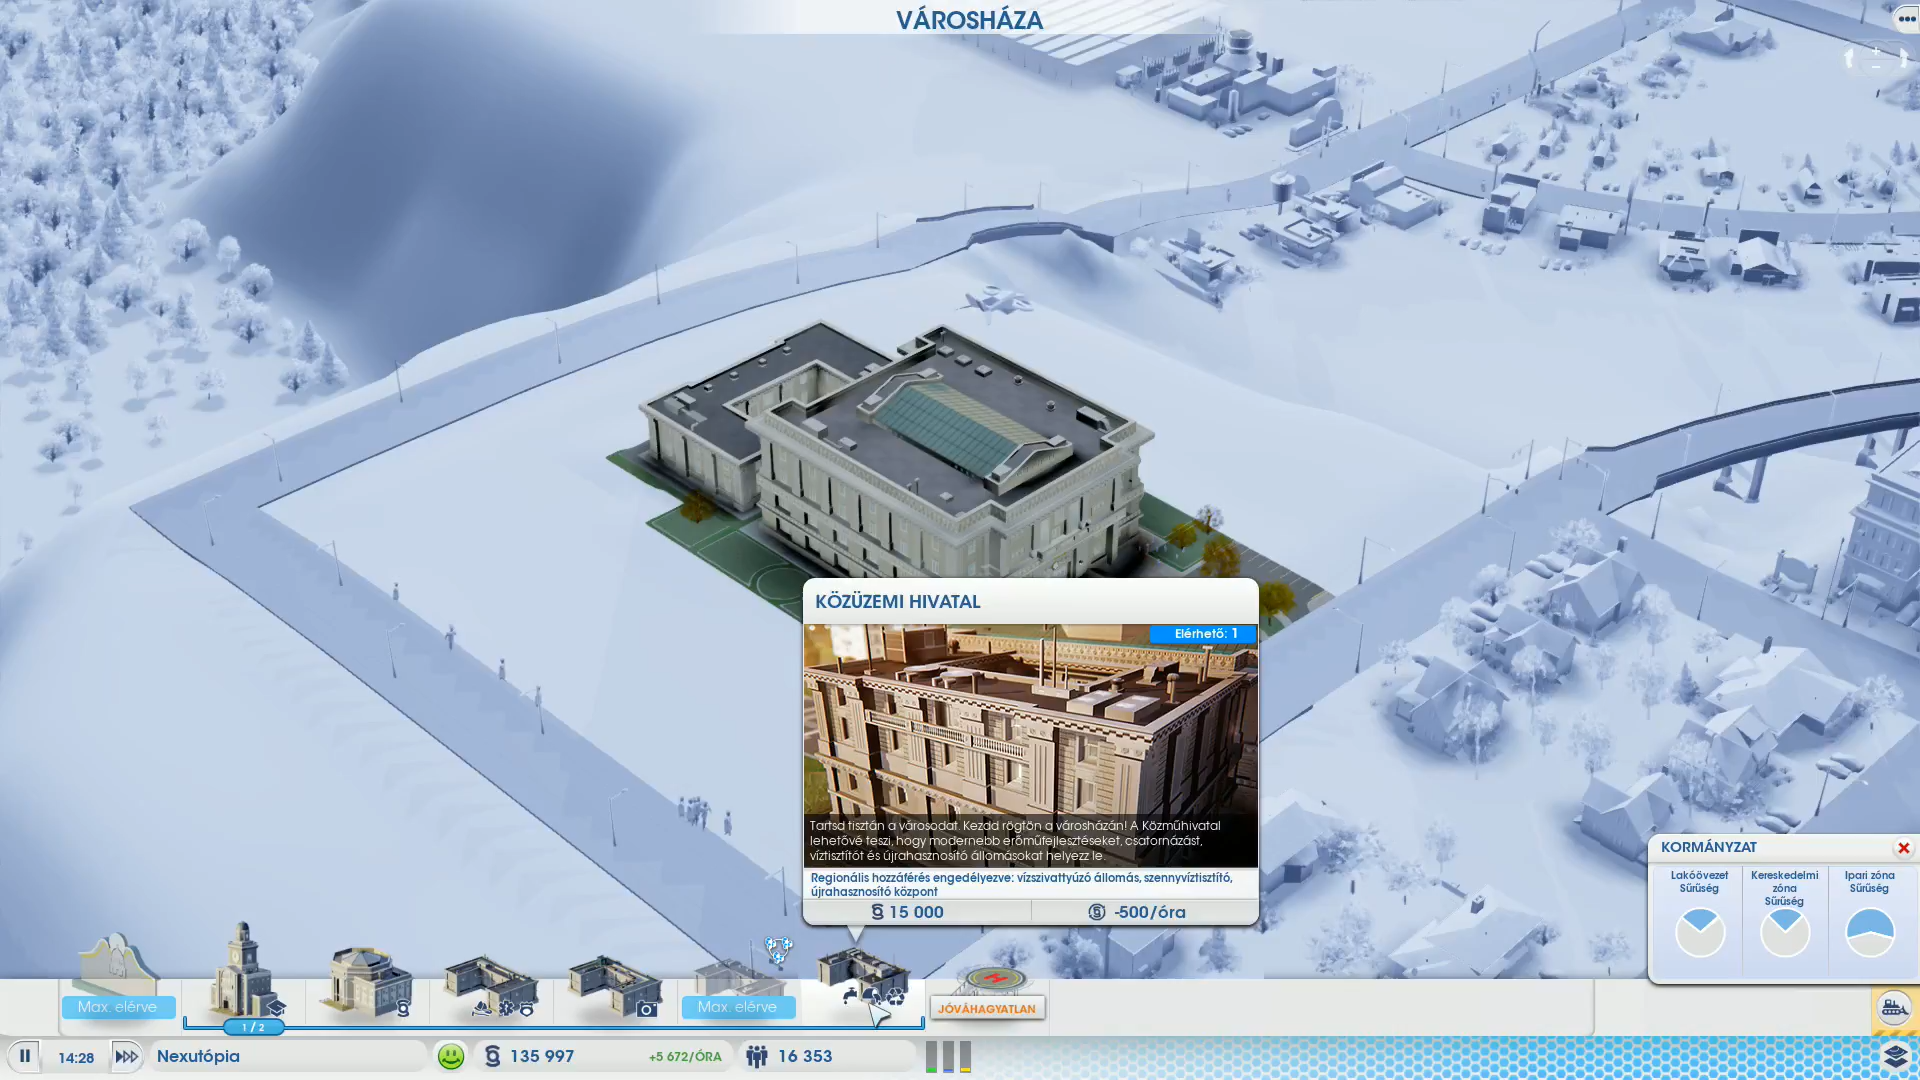 VÁROSHÁZA
KÖZÜZEMI HIVATAL
Elérhető: 1
Tartsd tisztán a városodat. Kezdd rögtön a városházán! A Közműhivatal
lehetővé teszi, hogy modernebb erőműfejlesztéseket, csatornázást,
víztisztítót és újrahasznosító állomásokat helyezz le.
Regionális hozzáférés engedélyezve: vízszivattyúzó állomás, szennyvíztisztító,
újrahasznosító központ
15 000
-500/óra
KORMÁNYZAT
Lakóövezet
Sűrűség
Kereskedelmi
zóna
Sűrűség
Ipari zóna
Sűrűség
Max. elérve
Max. elérve
JÓVÁHAGYATLAN
1 / 2
14:28
Nexutópia
135 997
+5 672/ÓRA
16 353